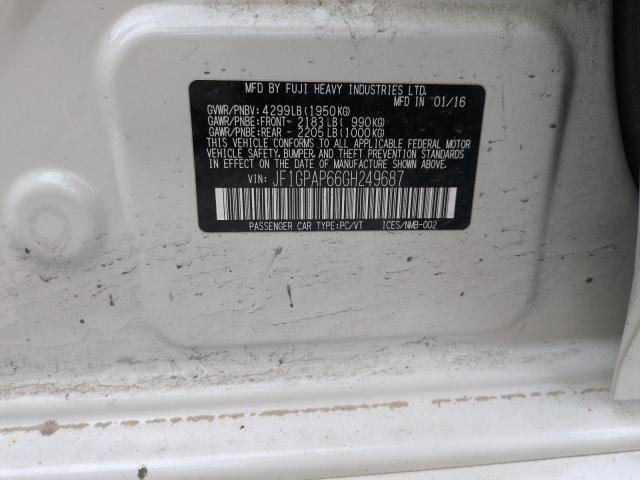 MFD BY FUJI HEAVY INDUSTRIES LTD.
MFD IN 01/16
GVWR/PNBV: 4299LB(1950KG)
GAWR/PNBE:FRONT- 2183LB( 990KG)
GAWR/PNBE:REAR - 2205LB(1000KG)
THIS VEHICLE CONFORMS TO ALL APPLICABLE FEDERAL MOTOR
VEHICLE SAFETY, BUMPER, AND THEFT PREVENTION STANDARDS
IN EFFECT ON THE DATE OF MANUFACTURE SHOWN ABOVE.
VIN: JF1GPAP66GH249687
PASSENGER CAR TYPE:PC/VT ICES/NMB-002